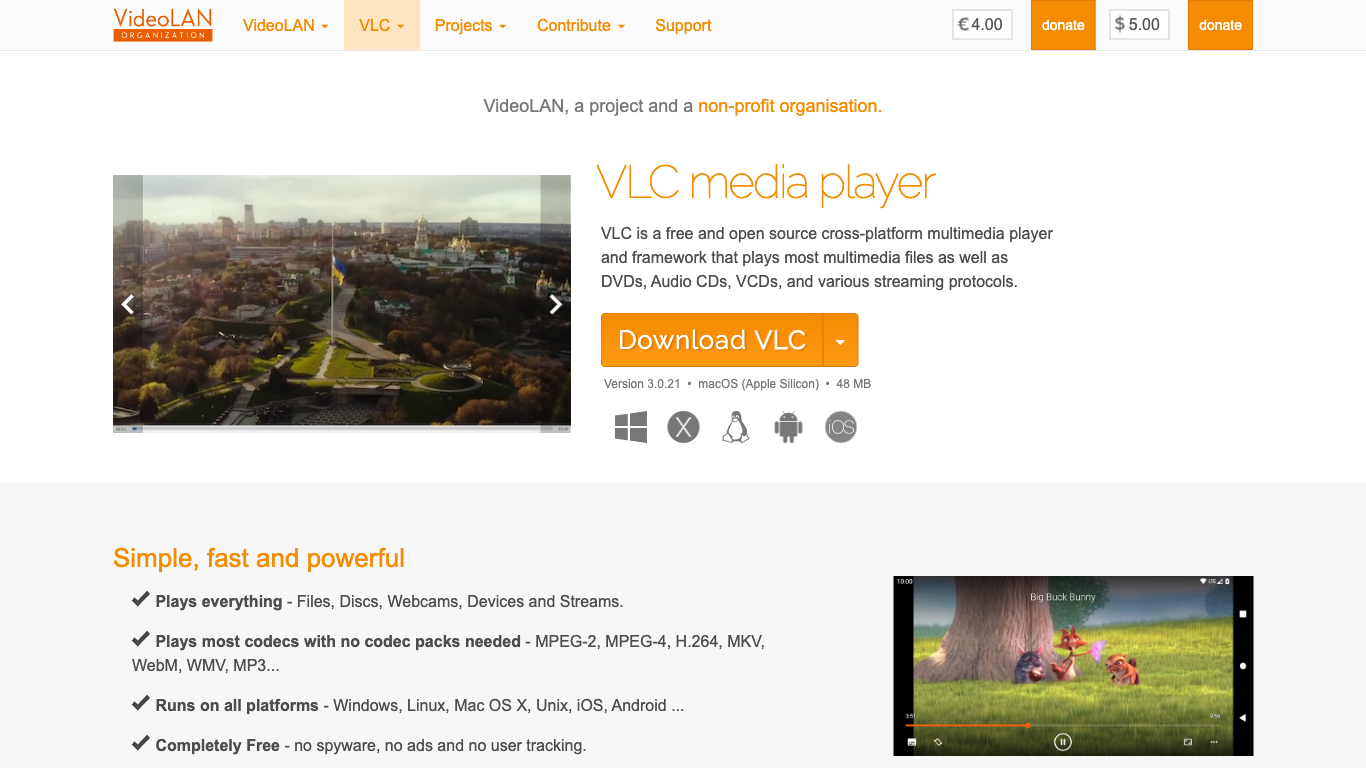 VideoLAN
ORGANIZATION
VideoLAN
VLC
Projects
Contribute
Support
€ 4.00
donate
$ 5.00
donate
VideoLAN, a project and a non-profit organisation.
VLC media player
VLC is a free and open source cross-platform multimedia player
and framework that plays most multimedia files as well as
DVDs, Audio CDs, VCDs, and various streaming protocols.
Download VLC
Version 3.0.21 • macOS (Apple Silicon) • 48 MB
X
iOS
Simple, fast and powerful
Plays everything - Files, Discs, Webcams, Devices and Streams.
Plays most codecs with no codec packs needed - MPEG-2, MPEG-4, H.264, MKV,
WebM, WMV, MP3...
Runs on all platforms - Windows, Linux, Mac OS X, Unix, iOS, Android ...
Completely Free - no spyware, no ads and no user tracking.
10:00
LTE
Big Buck Bunny
3:51